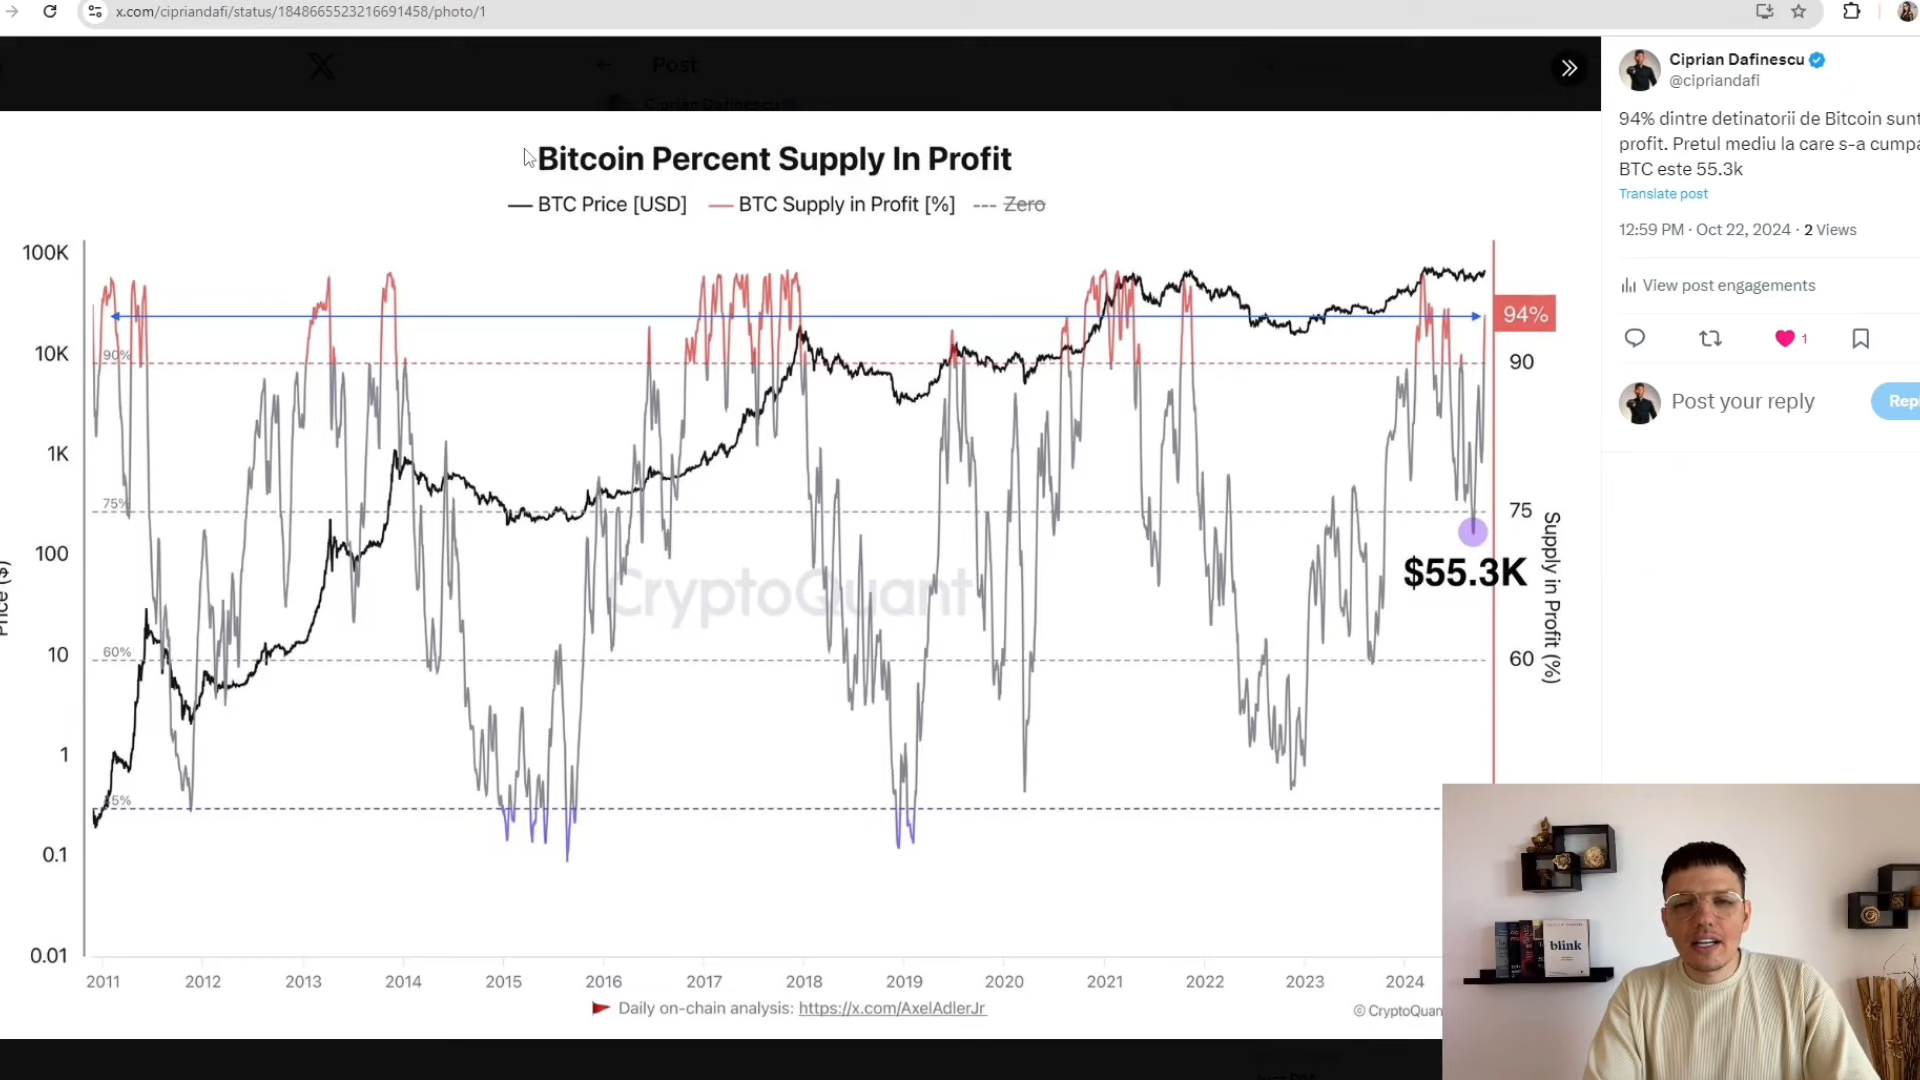 x.com/cipriandafi/status/1848665523216691458/photo/1
Post
Ciprian Dafinescu
Bitcoin Percent Supply In Profit
BTC Price [USD] BTC Supply in Profit [%] Zero
100K
10K
1K
100
10
1
0.1
0.01
90%
75%
60%
94%
90
75
60
$55.3K
Supply in Profit (%)
Price ($)
CryptoQuant
2011 2012 2013 2014 2015 2016 2017 2018 2019 2020 2021 2022 2023 2024
Daily on-chain analysis: https://x.com/AxelAdlerJr
© CryptoQuan
Ciprian Dafinescu
@cipriandafi
94% dintre detinatorii de Bitcoin sunt
profit. Pretul mediu la care s-a cumpa
BTC este 55.3k
Translate post
12:59 PM · Oct 22, 2024 · 2 Views
View post engagements
1
Post your reply
Repl
blink